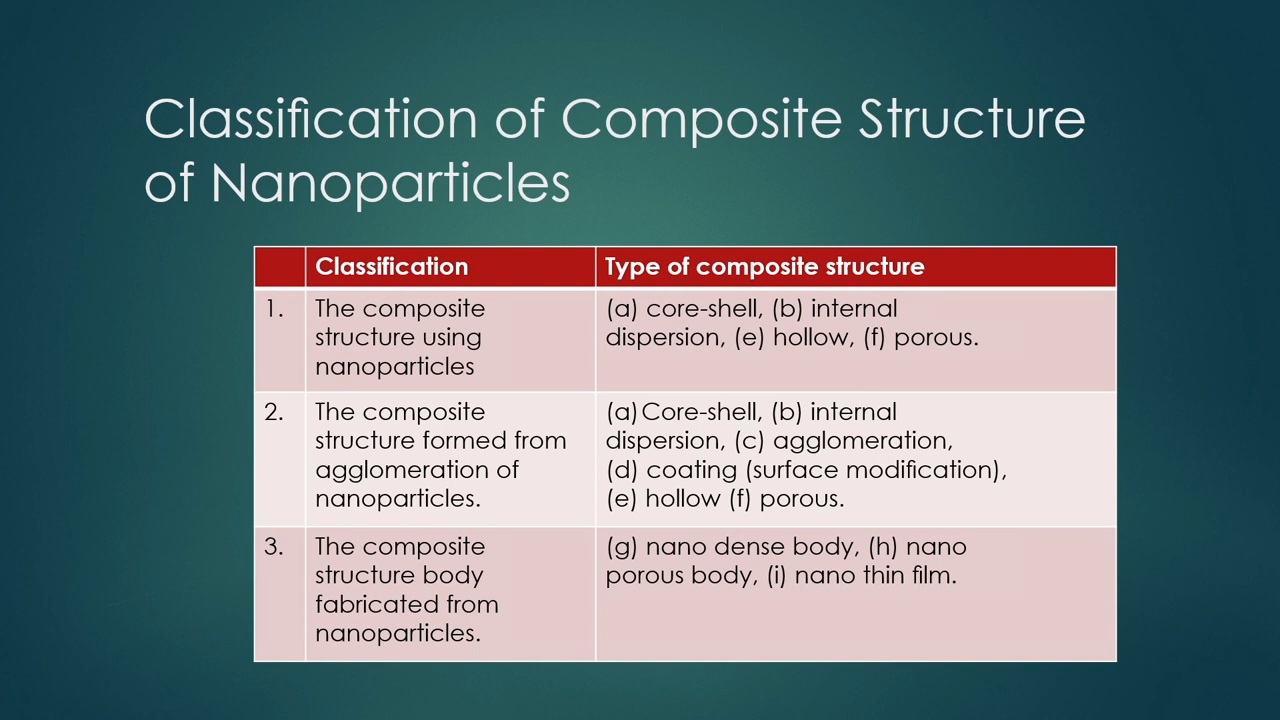 Classification of Composite Structure
of Nanoparticles
Classification
Type of composite structure
1.
The composite
structure using
nanoparticles
(a) core-shell, (b) internal
dispersion, (e) hollow, (f) porous.
2.
The composite
structure formed from
agglomeration of
nanoparticles.
(a) Core-shell, (b) internal
dispersion, (c) agglomeration,
(d) coating (surface modification),
(e) hollow (f) porous.
3.
The composite
structure body
fabricated from
nanoparticles.
(g) nano dense body, (h) nano
porous body, (i) nano thin film.